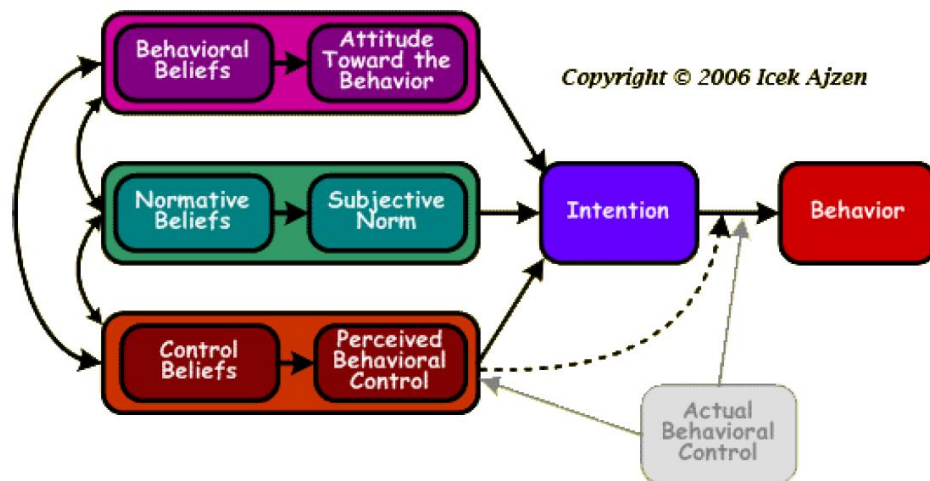 Behavioral
Beliefs
Attitude
Toward the
Behavior
Copyright © 2006 Icek Ajzen
Normative
Beliefs
Subjective
Norm
Intention
Behavior
Control
Beliefs
Perceived
Behavioral
Control
Actual
Behavioral
Control